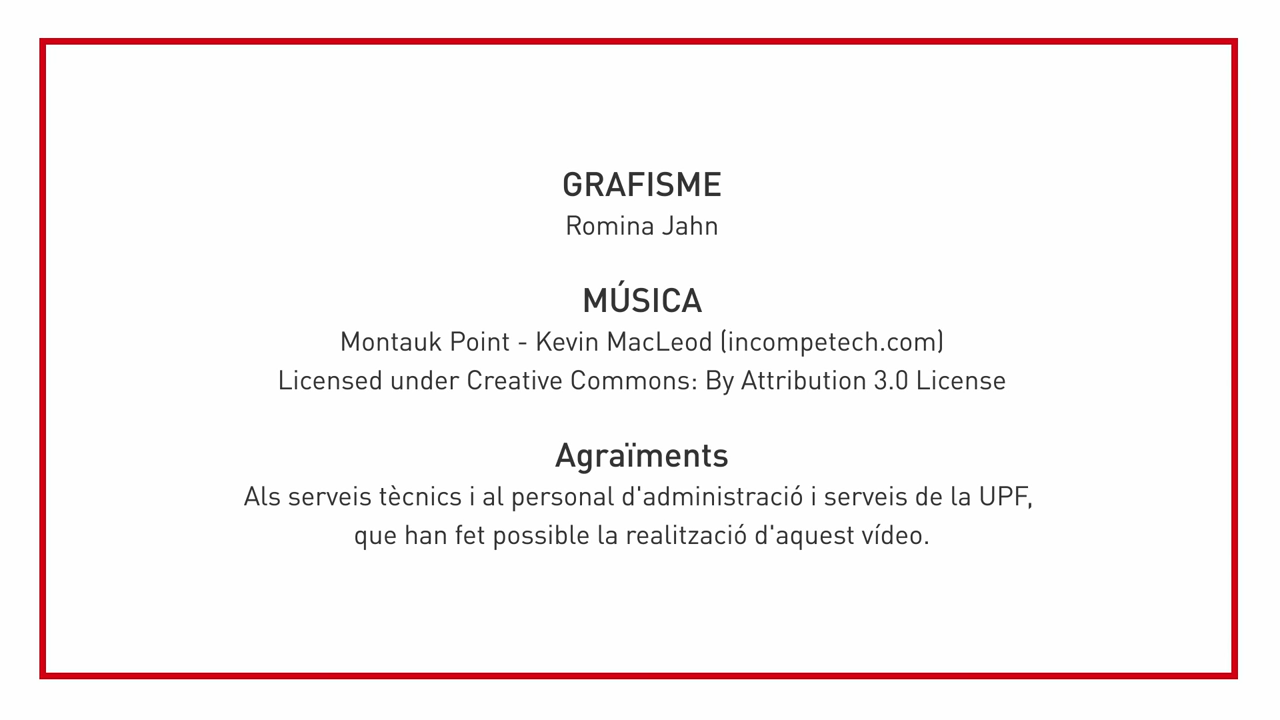 GRAFISME
Romina Jahn
MÚSICA
Montauk Point - Kevin MacLeod (incompetech.com)
Licensed under Creative Commons: By Attribution 3.0 License
Agraïments
Als serveis tècnics i al personal d'administració i serveis de la UPF,
que han fet possible la realització d'aquest vídeo.